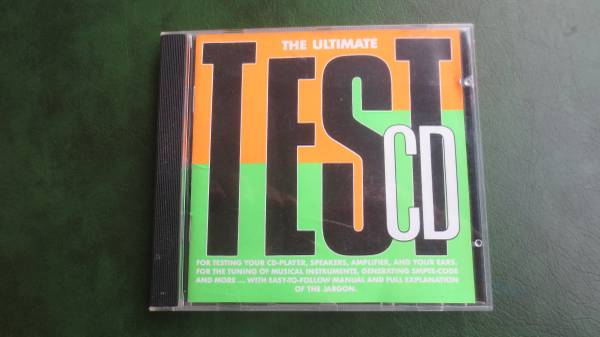 THE ULTIMATE
TEST
CD
FOR TESTING YOUR CD-PLAYER, SPEAKERS, AMPLIFIER, AND YOUR EARS.
FOR THE TUNING OF MUSICAL INSTRUMENTS, GENERATING SMPTE-CODE
AND MORE ... WITH EASY-TO-FOLLOW MANUAL AND FULL EXPLANATION
OF THE JARGON.